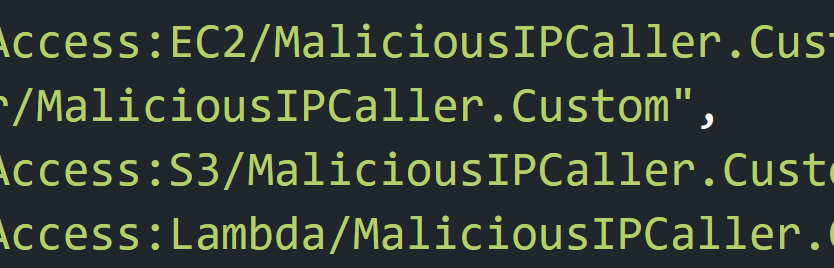 Access:EC2/MaliciousIPCaller.Cust
r/MaliciousIPCaller.Custom",
Access:S3/MaliciousIPCaller.Custo
Access:Lambda/MaliciousIPCaller.C